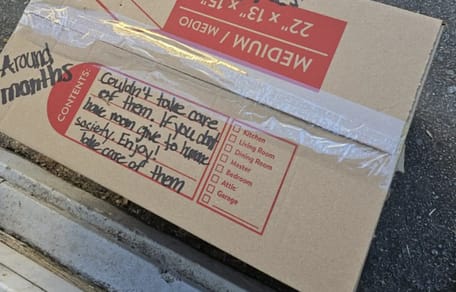 MEDIUM / MEDIO
22" x 13" x 15"
Around
months
CONTENTS:
Couldn't take care
of them. If you don't
have room give to humane
society. Enjoy!
take care of them
Kitchen
Living Room
Dining Room
Master
Bedroom
Attic
Garage